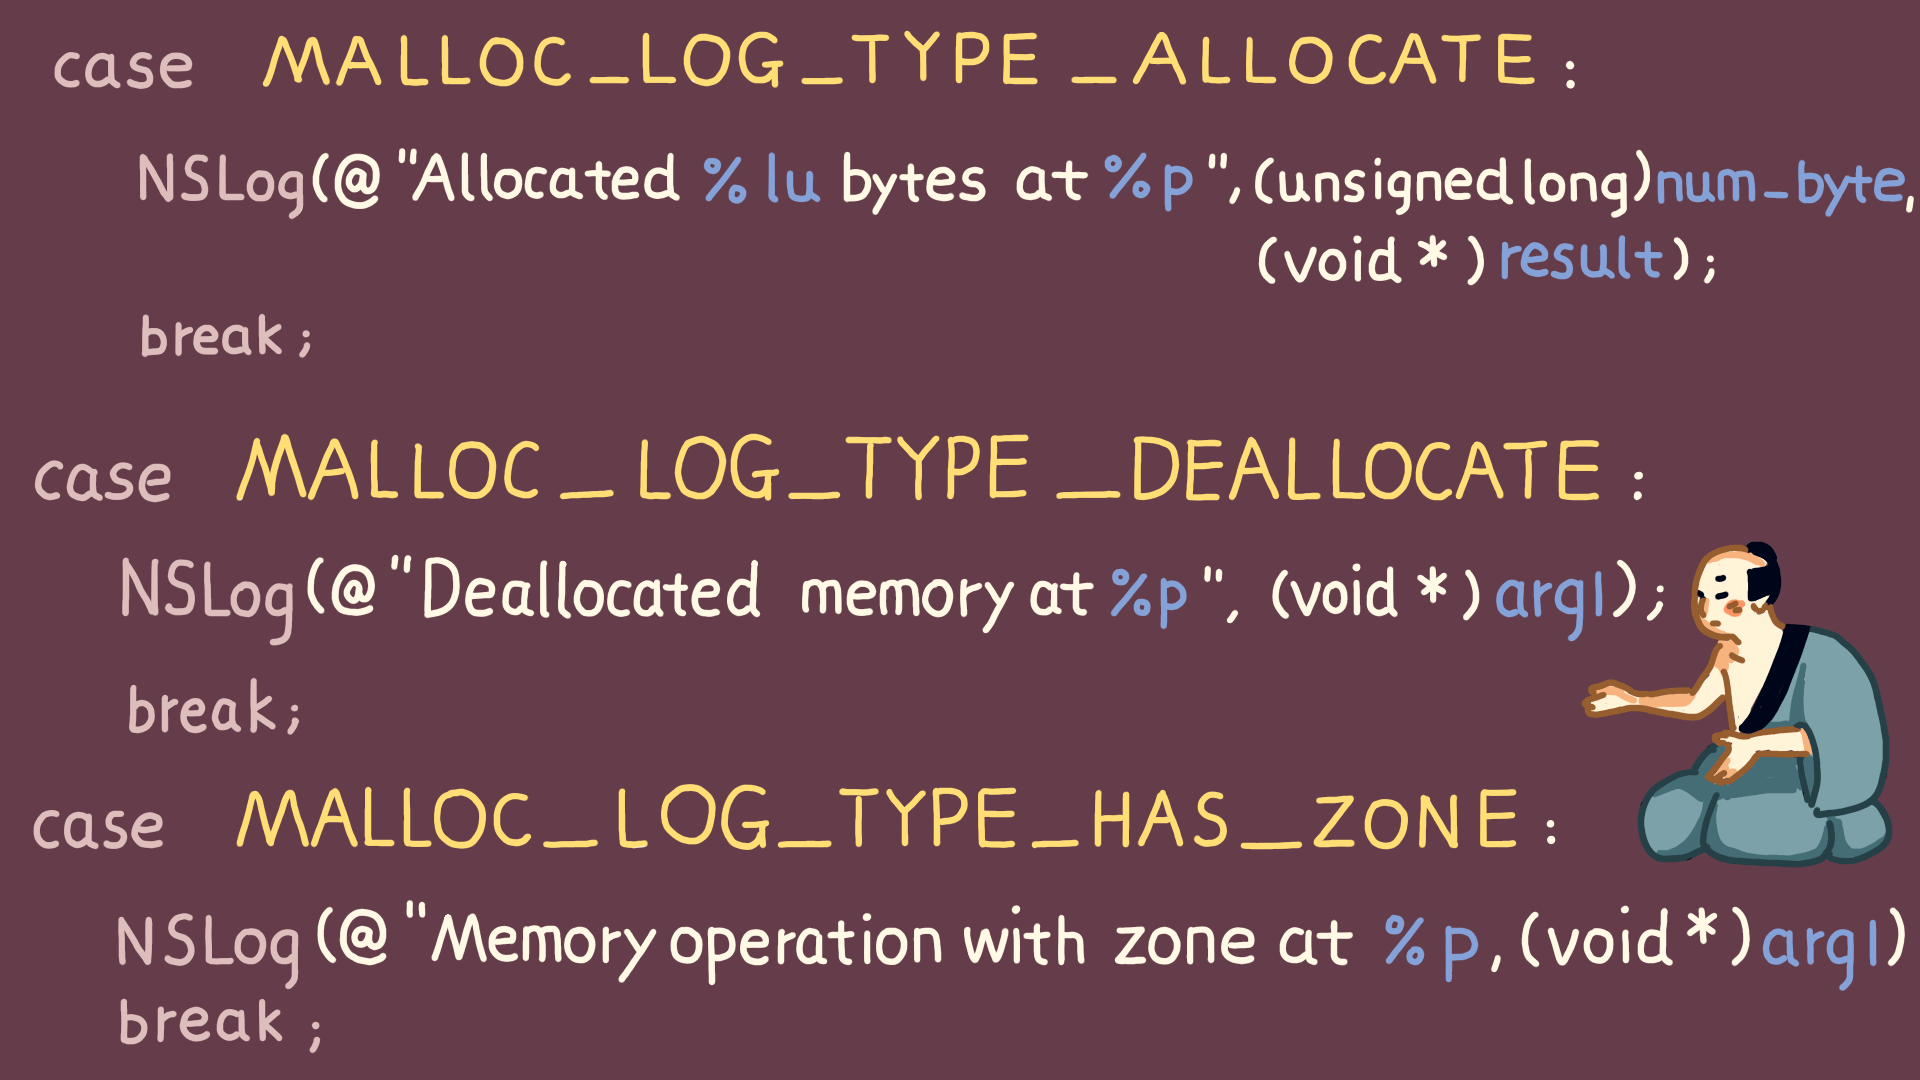 case MALLOC_LOG_TYPE_ALLOCATE :
NSLog(@"Allocated %lu bytes at %p", (unsigned long)num_byte,
(void *)result);
break;
case MALLOC_LOG_TYPE_DEALLOCATE :
NSLog(@"Deallocated memory at %p", (void *)arg1);
break;
case MALLOC_LOG_TYPE_HAS_ZONE :
NSLog(@"Memory operation with zone at %p, (void*)arg1)
break;